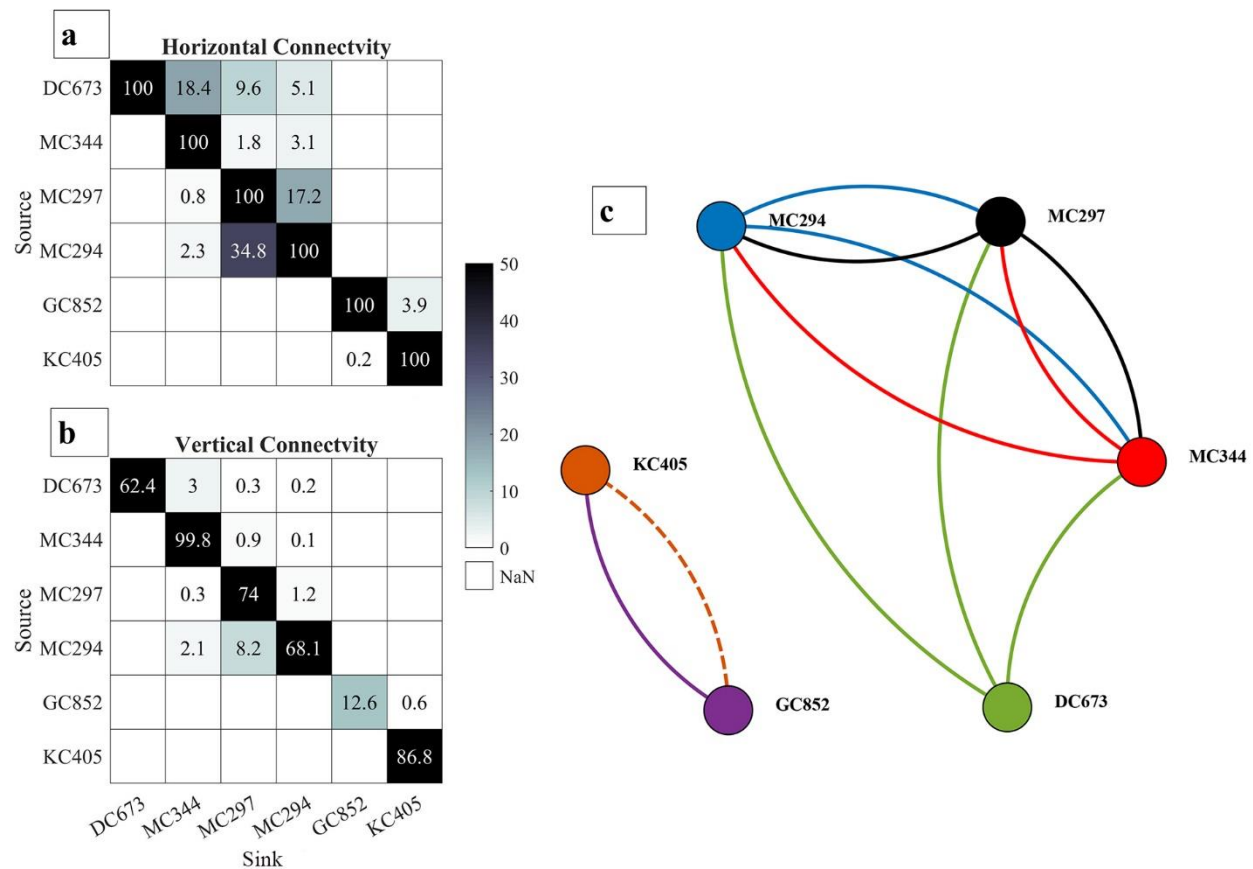 a
Horizontal Connectvity
Source
DC673 100 18.4 9.6 5.1
MC344 100 1.8 3.1
MC297 0.8 100 17.2
MC294 2.3 34.8 100
GC852 100 3.9
KC405 0.2 100
b
Vertical Connectvity
Source
DC673 62.4 3 0.3 0.2
MC344 99.8 0.9 0.1
MC297 0.3 74 1.2
MC294 2.1 8.2 68.1
GC852 12.6 0.6
KC405 86.8
DC673 MC344 MC297 MC294 GC852 KC405
Sink
50
40
30
20
10
0
NaN
c
MC294
MC297
MC344
KC405
GC852
DC673